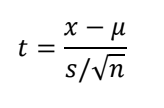 t = (x − μ) / (s/√n)